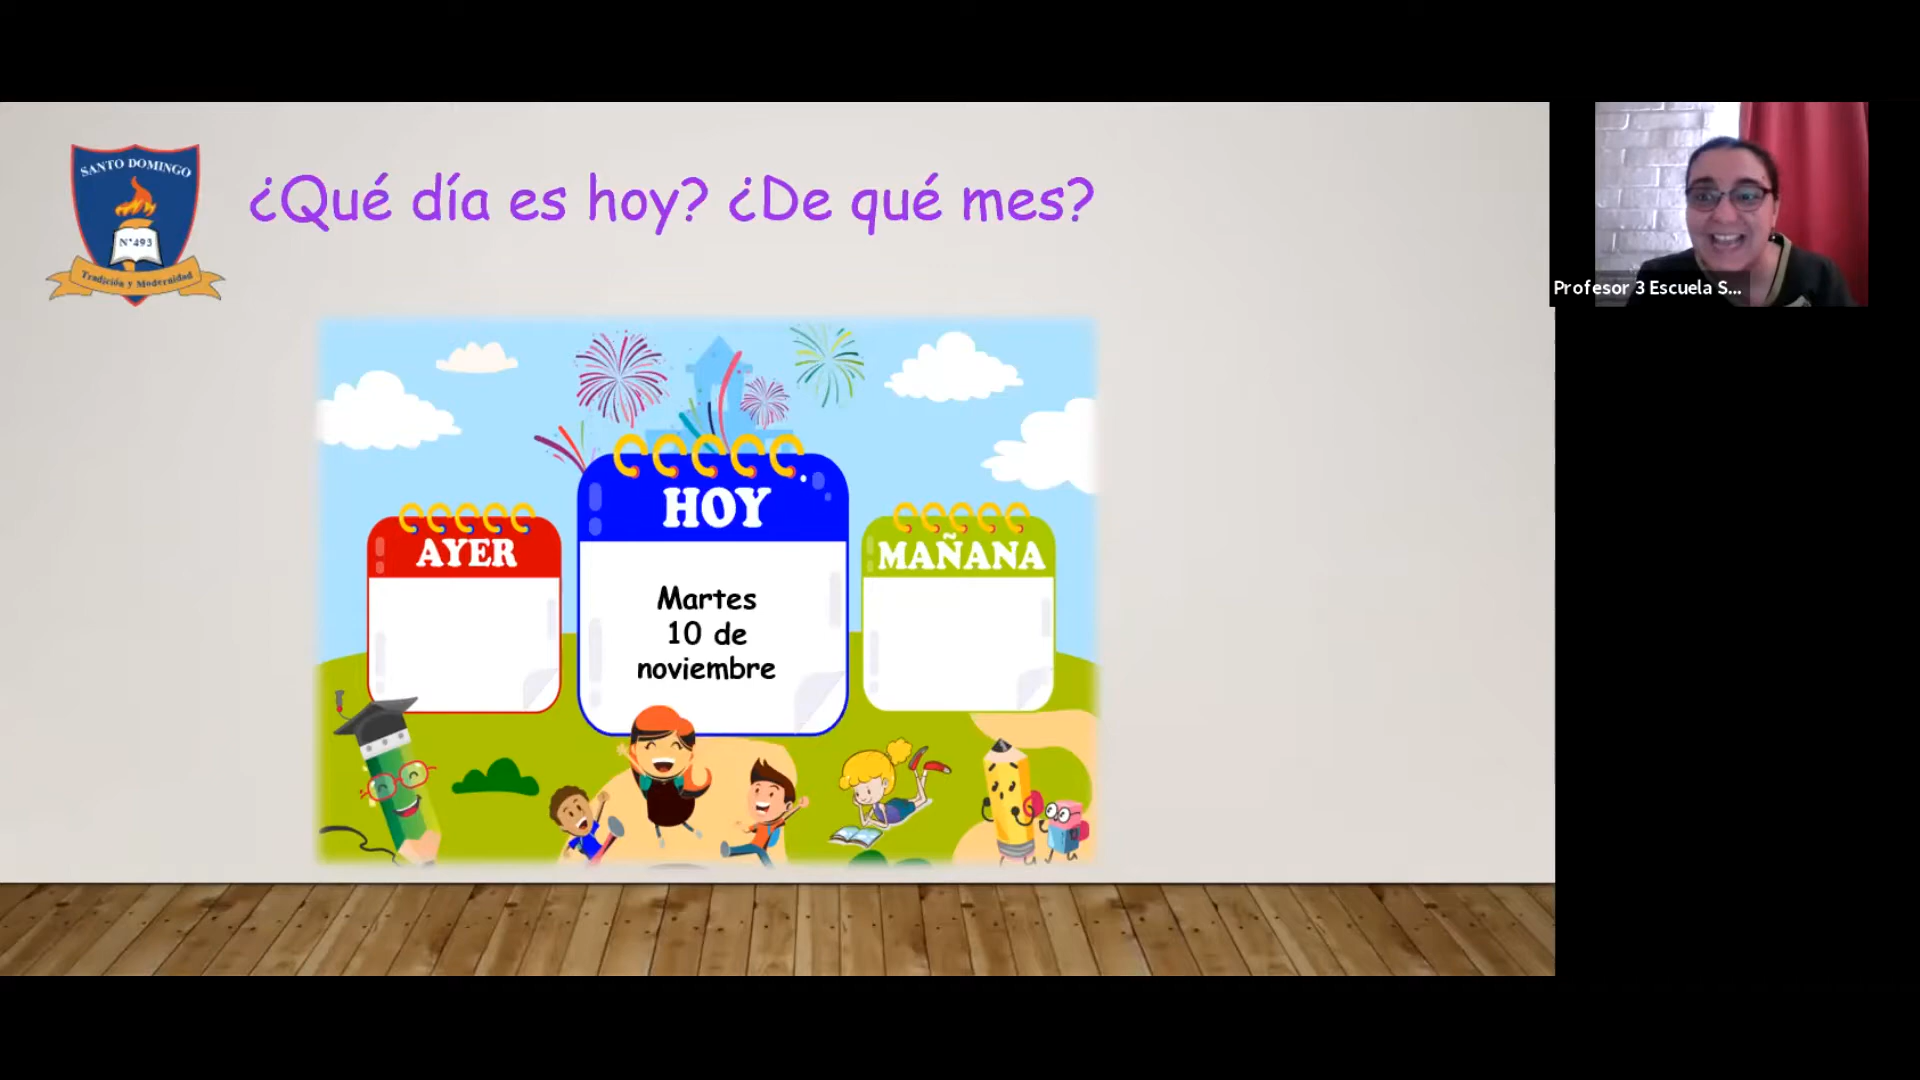 SANTO DOMINGO
N°493
Tradición y Modernidad
¿Qué día es hoy? ¿De qué mes?
Profesor 3 Escuela S...
HOY
AYER
MAÑANA
Martes
10 de
noviembre